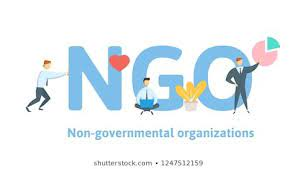 NGO
Non-governmental organizations
shutterstock.com • 1247512159